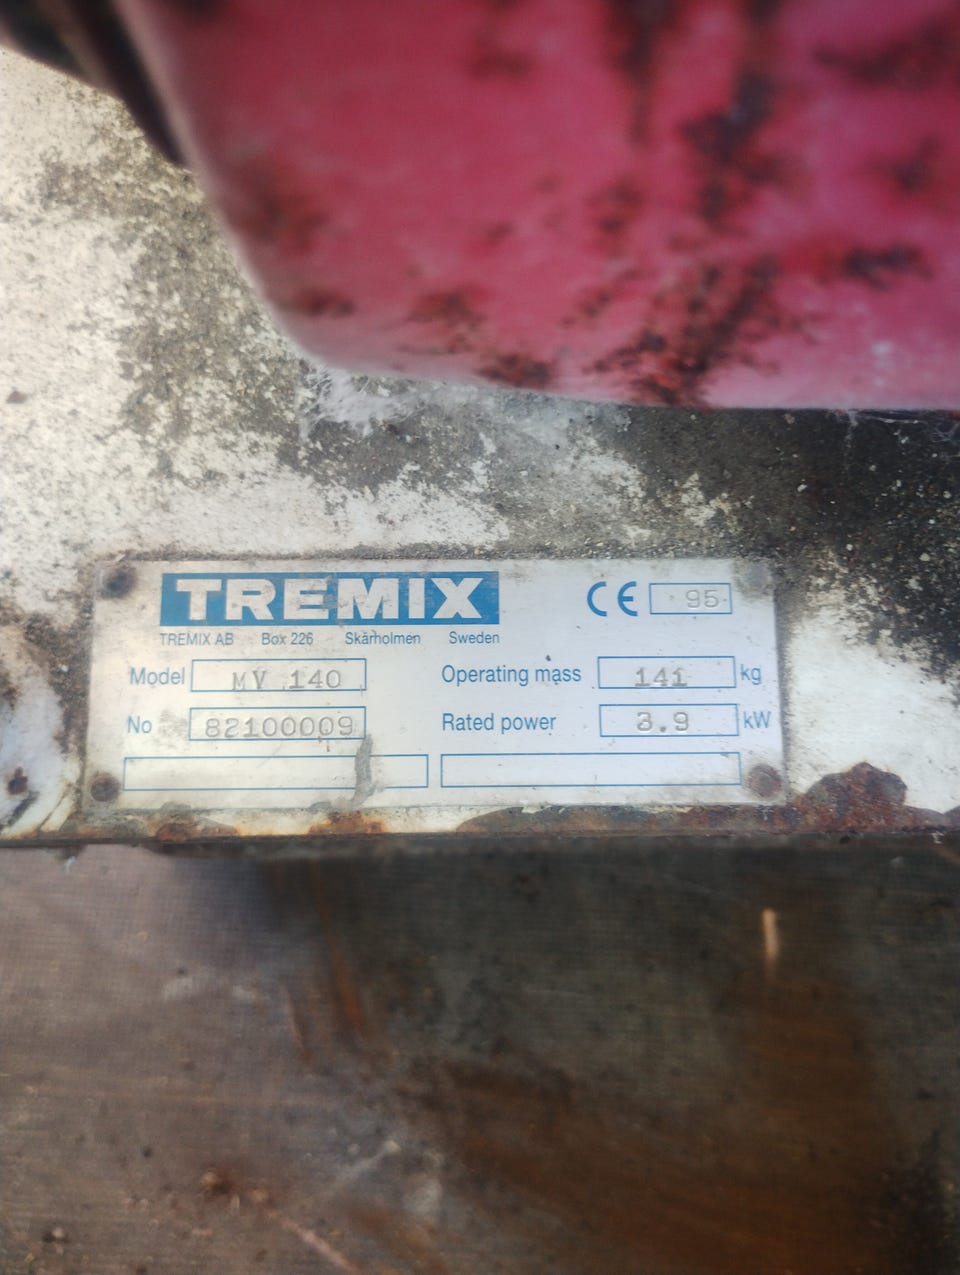 TREMIX CE 95
TREMIX AB Box 226 Skärholmen Sweden
Model MV 140 Operating mass 141 kg
No 82100009 Rated power 3.9 kW